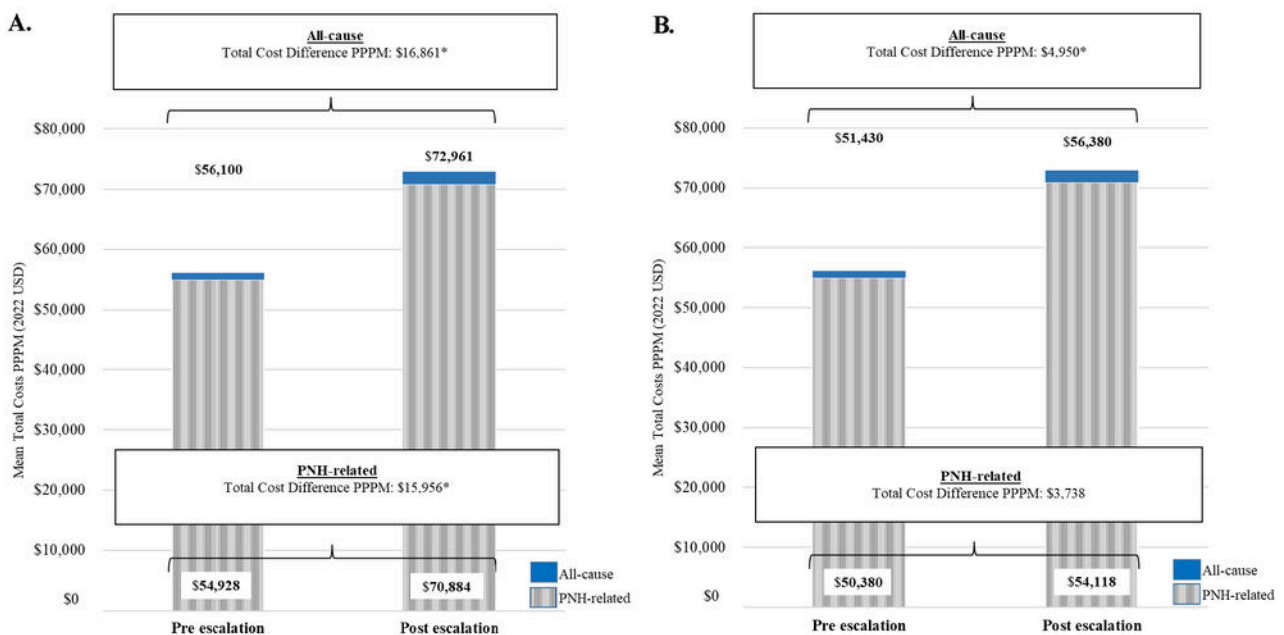 A.
All-cause
Total Cost Difference PPPM: $16,861*
$80,000
$70,000
$60,000
$50,000
$40,000
$30,000
$20,000
$10,000
$0
Mean Total Costs PPPM (2022 USD)
$56,100
$72,961
PNH-related
Total Cost Difference PPPM: $15,956*
$54,928
$70,884
All-cause
PNH-related
Pre escalation
Post escalation
B.
All-cause
Total Cost Difference PPPM: $4,950*
$80,000
$70,000
$60,000
$50,000
$40,000
$30,000
$20,000
$10,000
$0
Mean Total Costs PPPM (2022 USD)
$51,430
$56,380
PNH-related
Total Cost Difference PPPM: $3,738
$50,380
$54,118
All-cause
PNH-related
Pre escalation
Post escalation